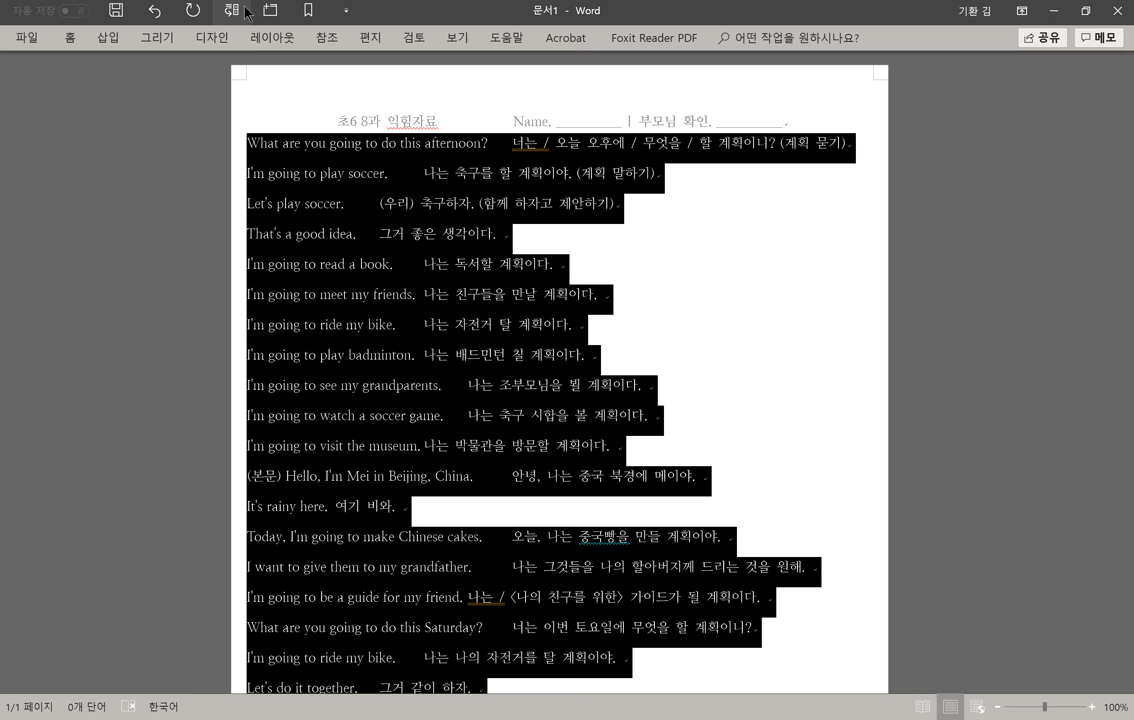 자동 저장 끔
문서1 - Word
기환 김
파일 홈 삽입 그리기 디자인 레이아웃 참조 편지 검토 보기 도움말 Acrobat Foxit Reader PDF 어떤 작업을 원하시나요? 공유 메모
초6 8과 익힘자료 Name. __________ | 부모님 확인. __________
What are you going to do this afternoon? 너는 / 오늘 오후에 / 무엇을 / 할 계획이니? (계획 묻기)
I'm going to play soccer. 나는 축구를 할 계획이야. (계획 말하기)
Let's play soccer. (우리) 축구하자. (함께 하자고 제안하기)
That's a good idea. 그거 좋은 생각이다.
I'm going to read a book. 나는 독서할 계획이다.
I'm going to meet my friends. 나는 친구들을 만날 계획이다.
I'm going to ride my bike. 나는 자전거 탈 계획이다.
I'm going to play badminton. 나는 배드민턴 칠 계획이다.
I'm going to see my grandparents. 나는 조부모님을 뵐 계획이다.
I'm going to watch a soccer game. 나는 축구 시합을 볼 계획이다.
I'm going to visit the museum. 나는 박물관을 방문할 계획이다.
(본문) Hello, I'm Mei in Beijing, China. 안녕, 나는 중국 북경에 메이야.
It's rainy here. 여기 비와.
Today, I'm going to make Chinese cakes. 오늘, 나는 중국빵을 만들 계획이야.
I want to give them to my grandfather. 나는 그것들을 나의 할아버지께 드리는 것을 원해.
I'm going to be a guide for my friend. 나는 / <나의 친구를 위한> 가이드가 될 계획이다.
What are you going to do this Saturday? 너는 이번 토요일에 무엇을 할 계획이니?
I'm going to ride my bike. 나는 나의 자전거를 탈 계획이야.
Let's do it together. 그거 같이 하자.
1/1 페이지 0개 단어 한국어 100%